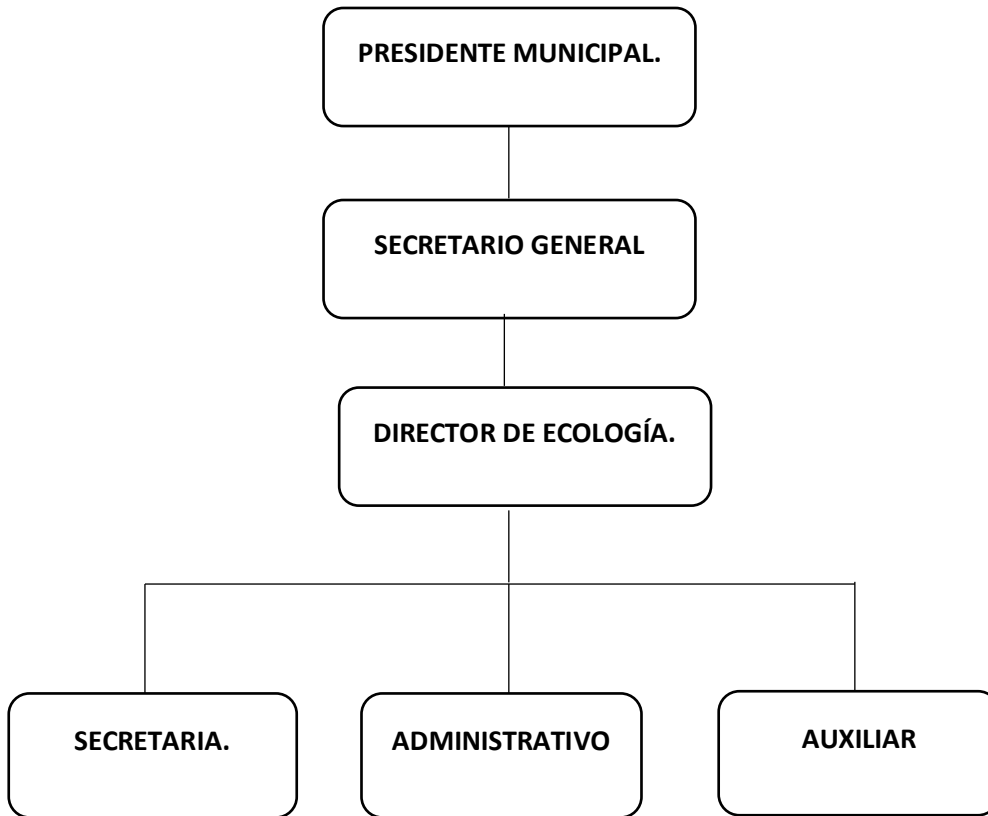 PRESIDENTE MUNICIPAL.
SECRETARIO GENERAL
DIRECTOR DE ECOLOGÍA.
SECRETARIA.
ADMINISTRATIVO
AUXILIAR